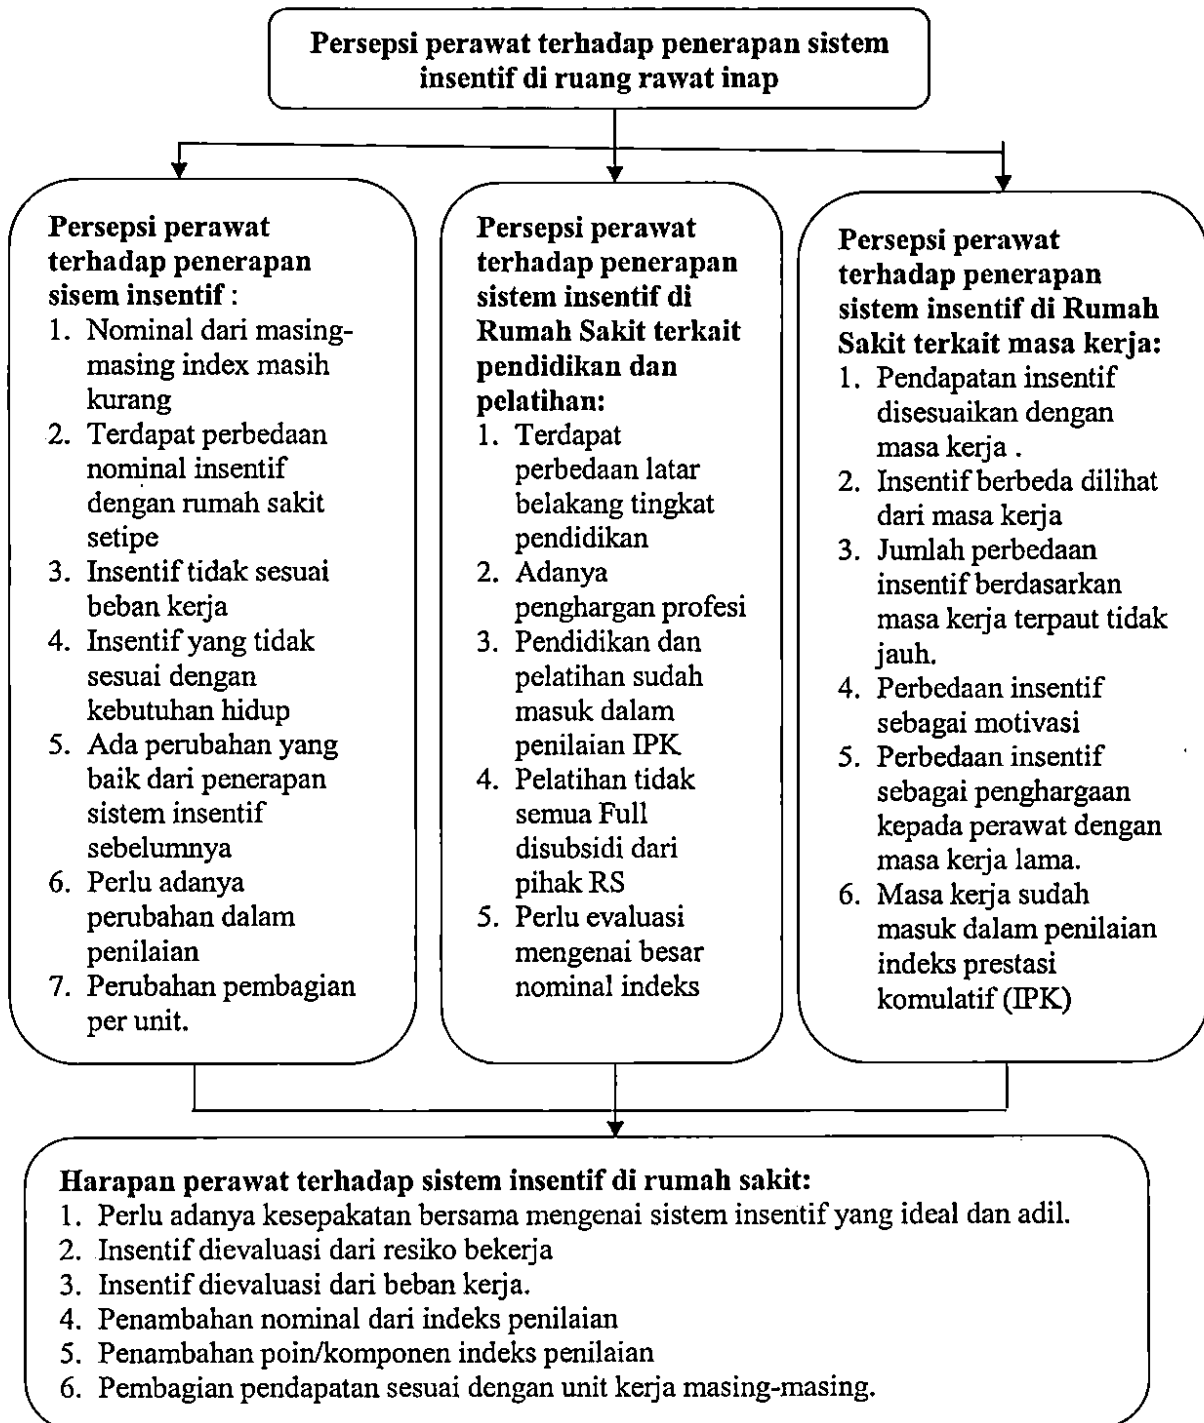 Persepsi perawat terhadap penerapan sistem
insentif di ruang rawat inap
Persepsi perawat
terhadap penerapan
sisem insentif :
1. Nominal dari masing-
masing index masih
kurang
2. Terdapat perbedaan
nominal insentif
dengan rumah sakit
setipe
3. Insentif tidak sesuai
beban kerja
4. Insentif yang tidak
sesuai dengan
kebutuhan hidup
5. Ada perubahan yang
baik dari penerapan
sistem insentif
sebelumnya
6. Perlu adanya
perubahan dalam
penilaian
7. Perubahan pembagian
per unit.
Persepsi perawat
terhadap penerapan
sistem insentif di
Rumah Sakit terkait
pendidikan dan
pelatihan:
1. Terdapat
perbedaan latar
belakang tingkat
pendidikan
2. Adanya
penghargan profesi
3. Pendidikan dan
pelatihan sudah
masuk dalam
penilaian IPK
4. Pelatihan tidak
semua Full
disubsidi dari
pihak RS
5. Perlu evaluasi
mengenai besar
nominal indeks
Persepsi perawat
terhadap penerapan
sistem insentif di Rumah
Sakit terkait masa kerja:
1. Pendapatan insentif
disesuaikan dengan
masa kerja .
2. Insentif berbeda dilihat
dari masa kerja
3. Jumlah perbedaan
insentif berdasarkan
masa kerja terpaut tidak
jauh.
4. Perbedaan insentif
sebagai motivasi
5. Perbedaan insentif
sebagai penghargaan
kepada perawat dengan
masa kerja lama.
6. Masa kerja sudah
masuk dalam penilaian
indeks prestasi
komulatif (IPK)
Harapan perawat terhadap sistem insentif di rumah sakit:
1. Perlu adanya kesepakatan bersama mengenai sistem insentif yang ideal dan adil.
2. Insentif dievaluasi dari resiko bekerja
3. Insentif dievaluasi dari beban kerja.
4. Penambahan nominal dari indeks penilaian
5. Penambahan poin/komponen indeks penilaian
6. Pembagian pendapatan sesuai dengan unit kerja masing-masing.